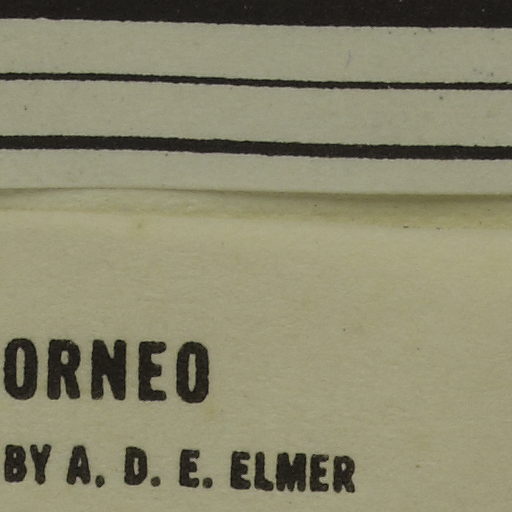 ORNEO
BY A. D. E. ELMER